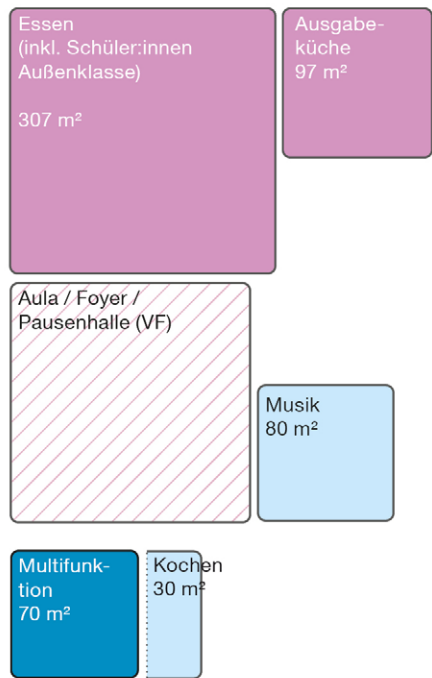 Essen
(inkl. Schüler:innen
Außenklasse)
307 m²
Ausgabe-
küche
97 m²
Aula / Foyer /
Pausenhalle (VF)
Musik
80 m²
Multifunk-
tion
70 m²
Kochen
30 m²